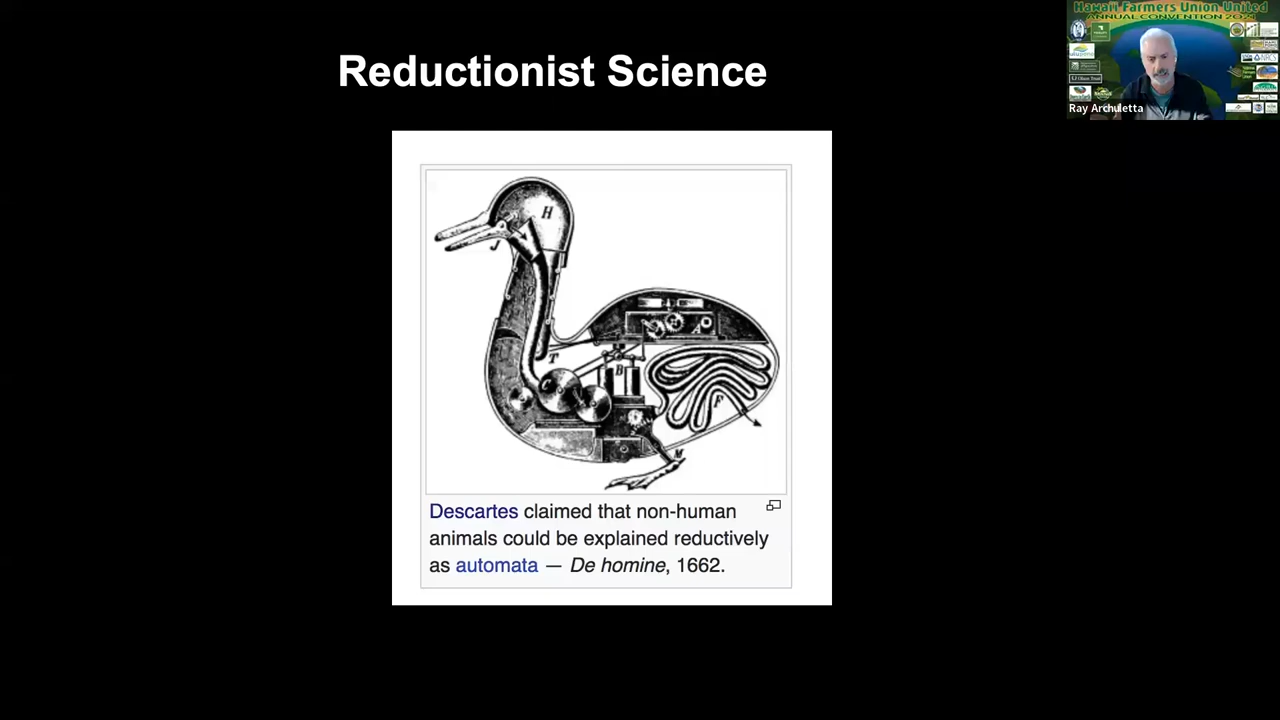 Reductionist Science
Hawaii Farmers Union United
Ray Archuletta
H
J
T
A
B
C
F
M
Descartes claimed that non-human
animals could be explained reductively
as automata — De homine, 1662.